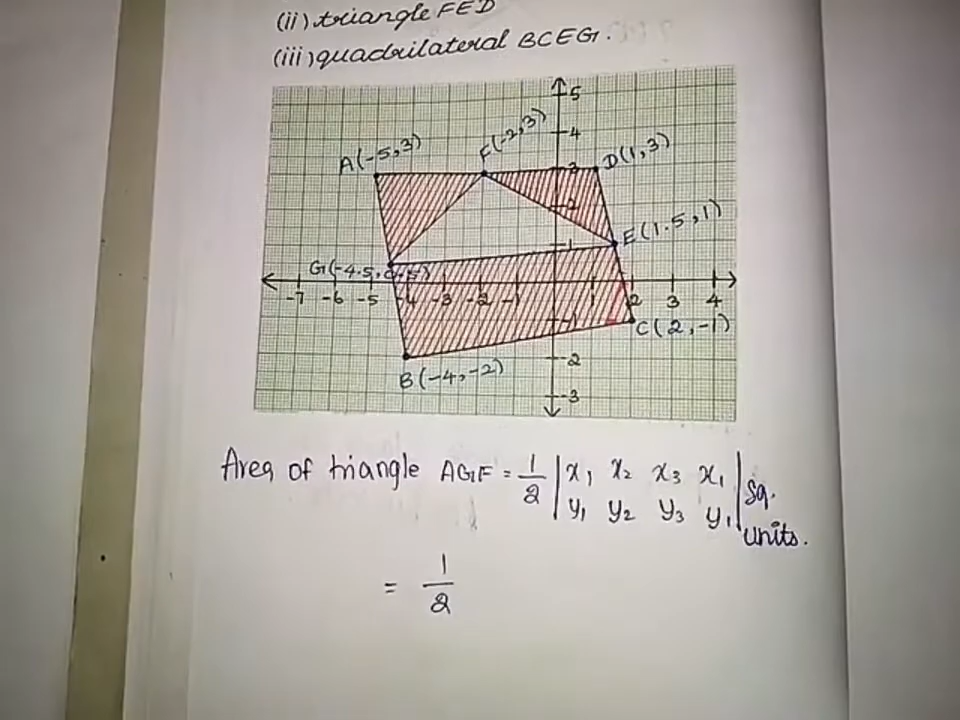 (ii) triangle FED
(iii) quadrilateral BCEG.
5
4
F(-2,3)
A(-5,3)
3
D(1,3)
2
E(1.5,1)
1
G(-4.5,0.5)
-7 -6 -5 -4 -3 -2 -1 1 2 3 4
-1
C(2,-1)
-2
B(-4,-2)
-3
Area of triangle AGF = 1/2 | x₁ x₂ x₃ x₁ | sq.
y₁ y₂ y₃ y₁ units.
= 1/2